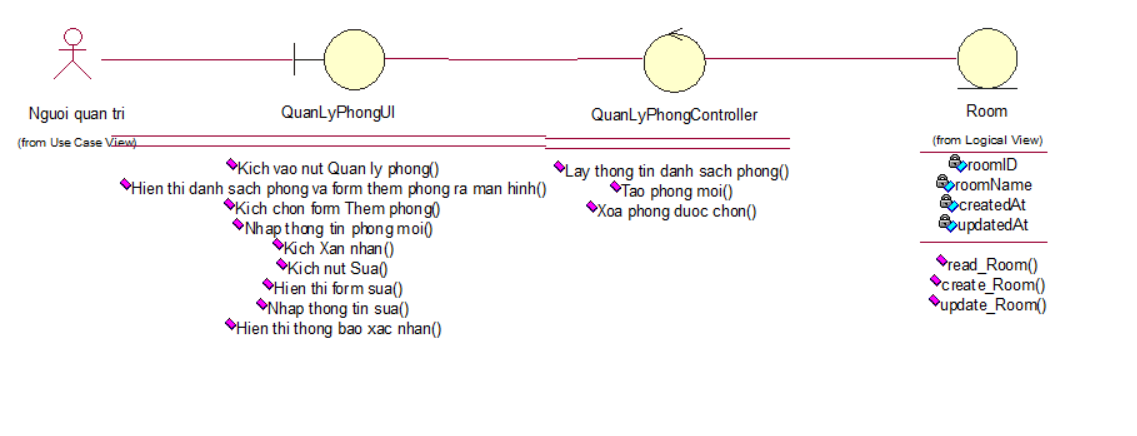 Nguoi quan tri
(from Use Case View)
QuanLyPhongUI
Kich vao nut Quan ly phong()
Hien thi danh sach phong va form them phong ra man hinh()
Kich chon form Them phong()
Nhap thong tin phong moi()
Kich Xan nhan()
Kich nut Sua()
Hien thi form sua()
Nhap thong tin sua()
Hien thi thong bao xac nhan()
QuanLyPhongController
Lay thong tin danh sach phong()
Tao phong moi()
Xoa phong duoc chon()
Room
(from Logical View)
roomID
roomName
createdAt
updatedAt
read_Room()
create_Room()
update_Room()